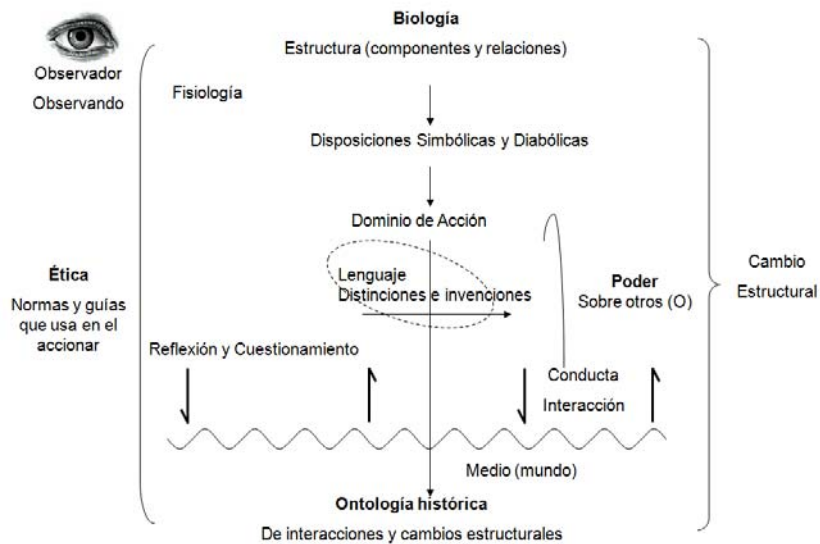 Biología
Estructura (componentes y relaciones)
Observador
Observando
Fisiología
Disposiciones Simbólicas y Diabólicas
Dominio de Acción
Lenguaje
Distinciones e invenciones
Ética
Normas y guías
que usa en el
accionar
Poder
Sobre otros (O)
Cambio
Estructural
Reflexión y Cuestionamiento
Conducta
Interacción
Medio (mundo)
Ontología histórica
De interacciones y cambios estructurales